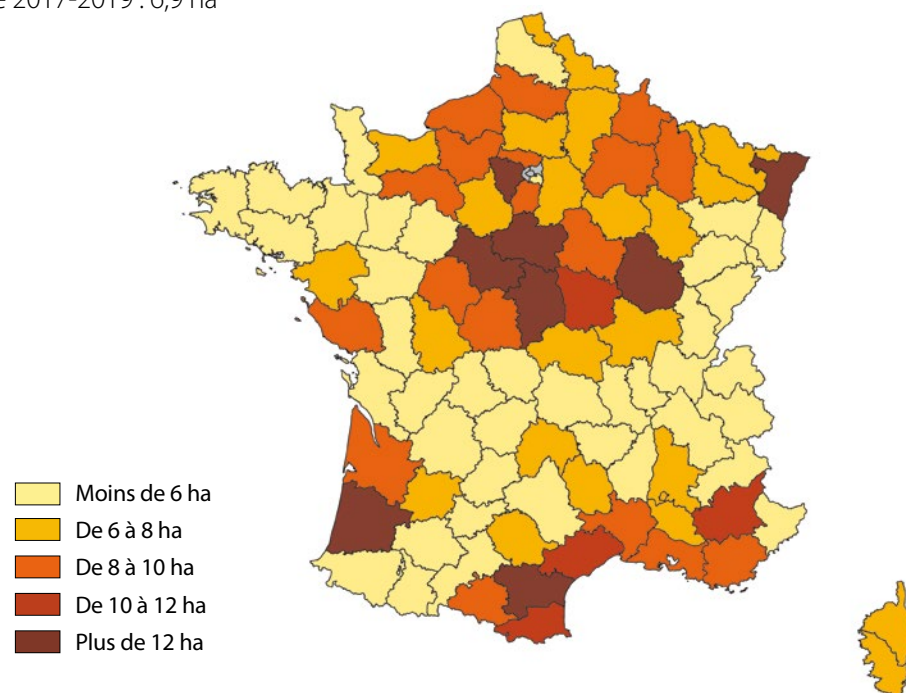 e 2017-2019 : 6,9 ha
Moins de 6 ha
De 6 à 8 ha
De 8 à 10 ha
De 10 à 12 ha
Plus de 12 ha